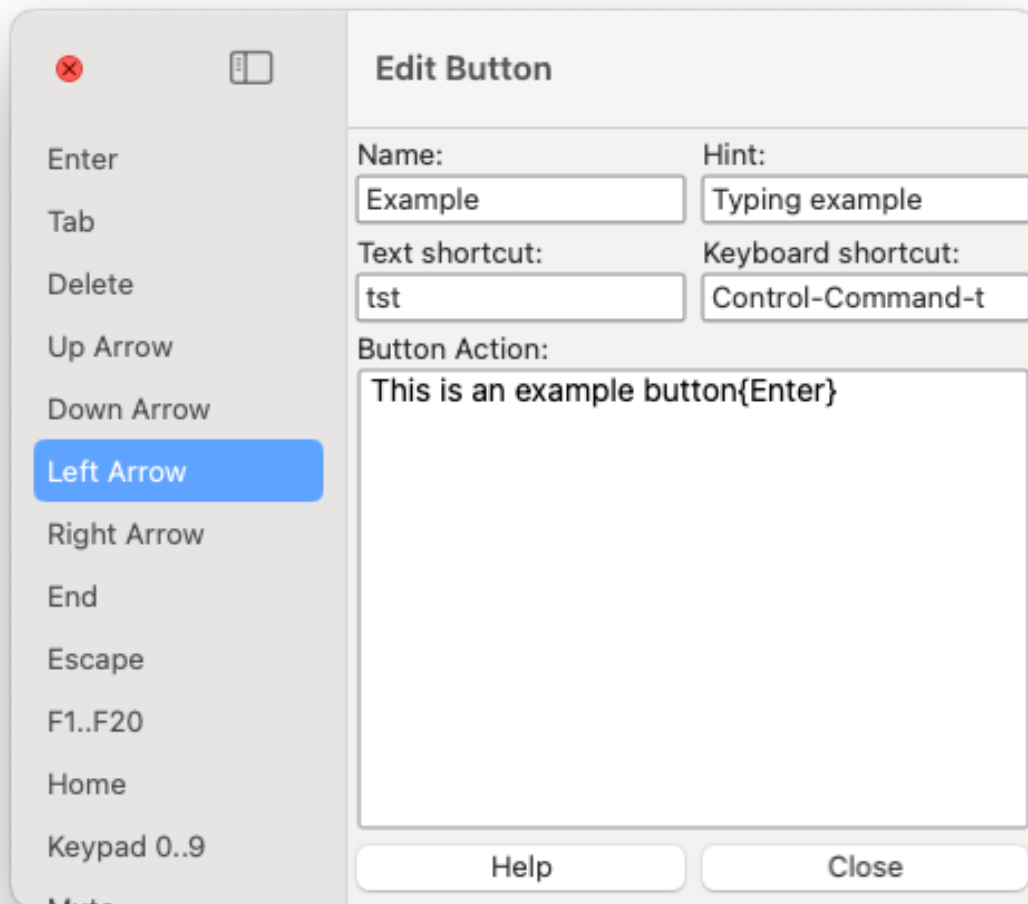 Edit Button
Enter
Tab
Delete
Up Arrow
Down Arrow
Left Arrow
Right Arrow
End
Escape
F1..F20
Home
Keypad 0..9
Name:
Hint:
Example
Typing example
Text shortcut:
Keyboard shortcut:
tst
Control-Command-t
Button Action:
This is an example button{Enter}
Help
Close